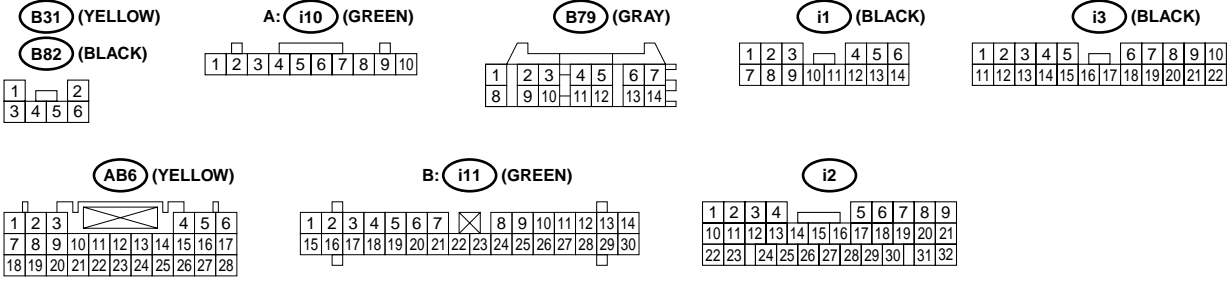 B31 (YELLOW)
B82 (BLACK)
1 2
3 4 5 6
A: i10 (GREEN)
1 2 3 4 5 6 7 8 9 10
B79 (GRAY)
1 2 3 4 5 6 7
8 9 10 11 12 13 14
i1 (BLACK)
1 2 3 4 5 6
7 8 9 10 11 12 13 14
i3 (BLACK)
1 2 3 4 5 6 7 8 9 10
11 12 13 14 15 16 17 18 19 20 21 22
AB6 (YELLOW)
1 2 3 4 5 6
7 8 9 10 11 12 13 14 15 16 17
18 19 20 21 22 23 24 25 26 27 28
B: i11 (GREEN)
1 2 3 4 5 6 7 8 9 10 11 12 13 14
15 16 17 18 19 20 21 22 23 24 25 26 27 28 29 30
i2
1 2 3 4 5 6 7 8 9
10 11 12 13 14 15 16 17 18 19 20 21
22 23 24 25 26 27 28 29 30 31 32